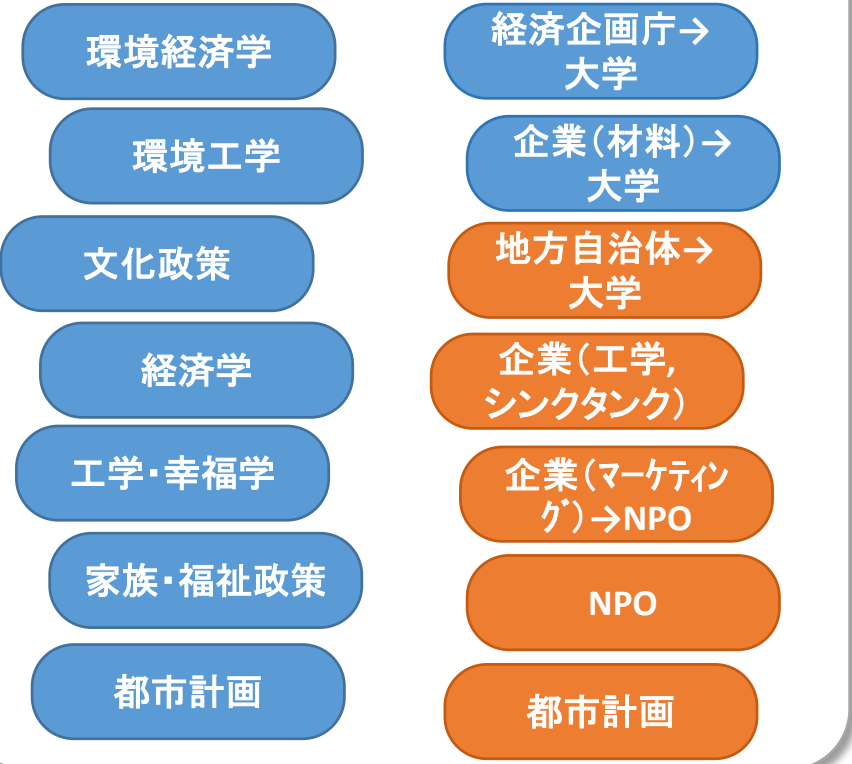 環境経済学
環境工学
文化政策
経済学
工学・幸福学
家族・福祉政策
都市計画
経済企画庁→
大学
企業（材料）→
大学
地方自治体→
大学
企業（工学,
シンクタンク）
企業（ﾏｰｹﾃｨﾝ
ｸﾞ）→NPO
NPO
都市計画